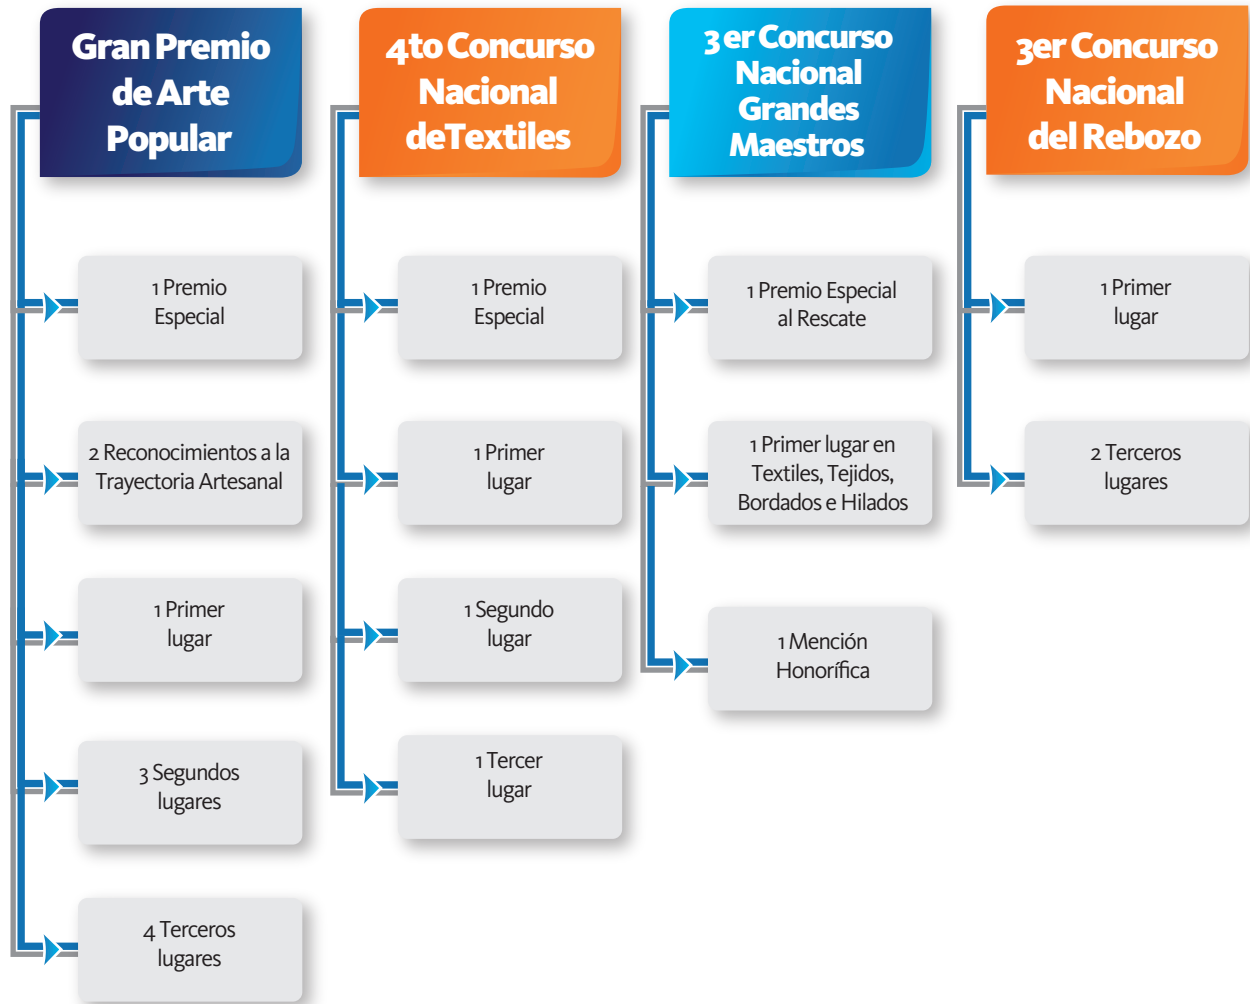 Gran Premio
de Arte
Popular
1 Premio
Especial
2 Reconocimientos a la
Trayectoria Artesanal
1 Primer
lugar
3 Segundos
lugares
4 Terceros
lugares
4to Concurso
Nacional
deTextiles
1 Premio
Especial
1 Primer
lugar
1 Segundo
lugar
1 Tercer
lugar
3er Concurso
Nacional
Grandes
Maestros
1 Premio Especial
al Rescate
1 Primer lugar en
Textiles, Tejidos,
Bordados e Hilados
1 Mención
Honorífica
3er Concurso
Nacional
del Rebozo
1 Primer
lugar
2 Terceros
lugares